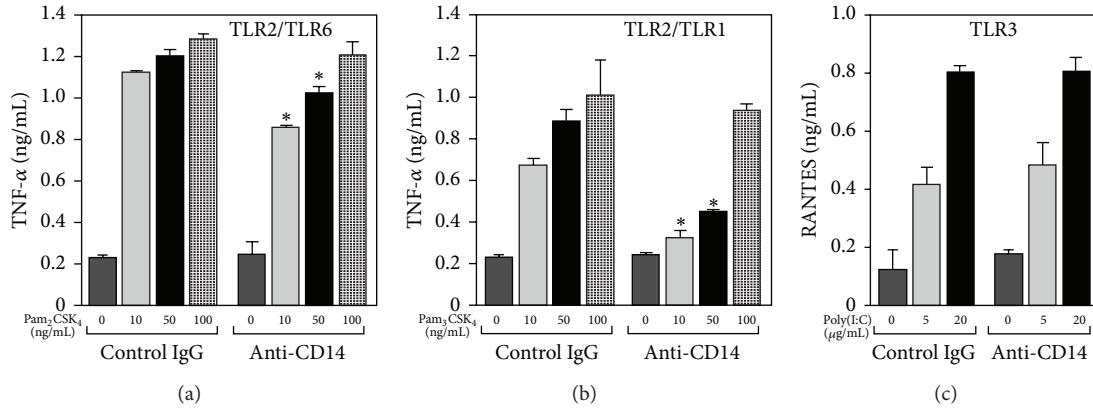 TLR2/TLR6
1.4
1.2
1.0
0.8
0.6
0.4
0.2
0
TNF-α (ng/mL)
* *
Pam₂CSK₄
(ng/mL)
0 10 50 100 0 10 50 100
Control IgG Anti-CD14
(a)
TLR2/TLR1
1.4
1.2
1.0
0.8
0.6
0.4
0.2
0
TNF-α (ng/mL)
* *
Pam₃CSK₄
(ng/mL)
0 10 50 100 0 10 50 100
Control IgG Anti-CD14
(b)
TLR3
1.0
0.8
0.6
0.4
0.2
0
RANTES (ng/mL)
Poly(I:C)
(μg/mL)
0 5 20 0 5 20
Control IgG Anti-CD14
(c)